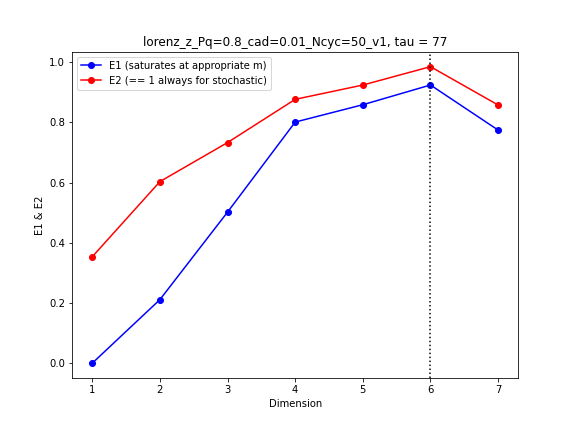 lorenz_z_Pq=0.8_cad=0.01_Ncyc=50_v1, tau = 77
E1 (saturates at appropriate m)
E2 (== 1 always for stochastic)
1.0
0.8
0.6
0.4
0.2
0.0
E1 & E2
1 2 3 4 5 6 7
Dimension